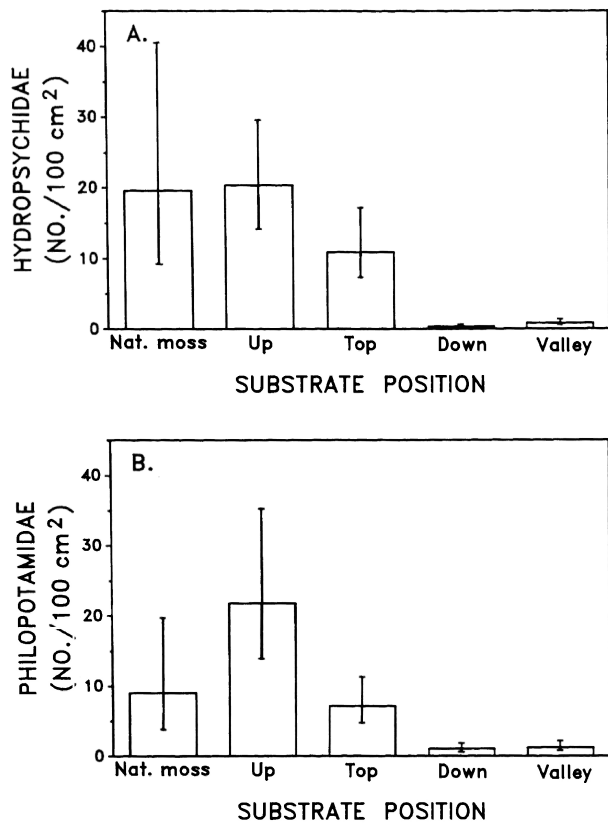 A.
HYDROPSYCHIDAE
(NO./100 cm²)
40
30
20
10
0
Nat. moss Up Top Down Valley
SUBSTRATE POSITION
B.
PHILOPOTAMIDAE
(NO./100 cm²)
40
30
20
10
0
Nat. moss Up Top Down Valley
SUBSTRATE POSITION